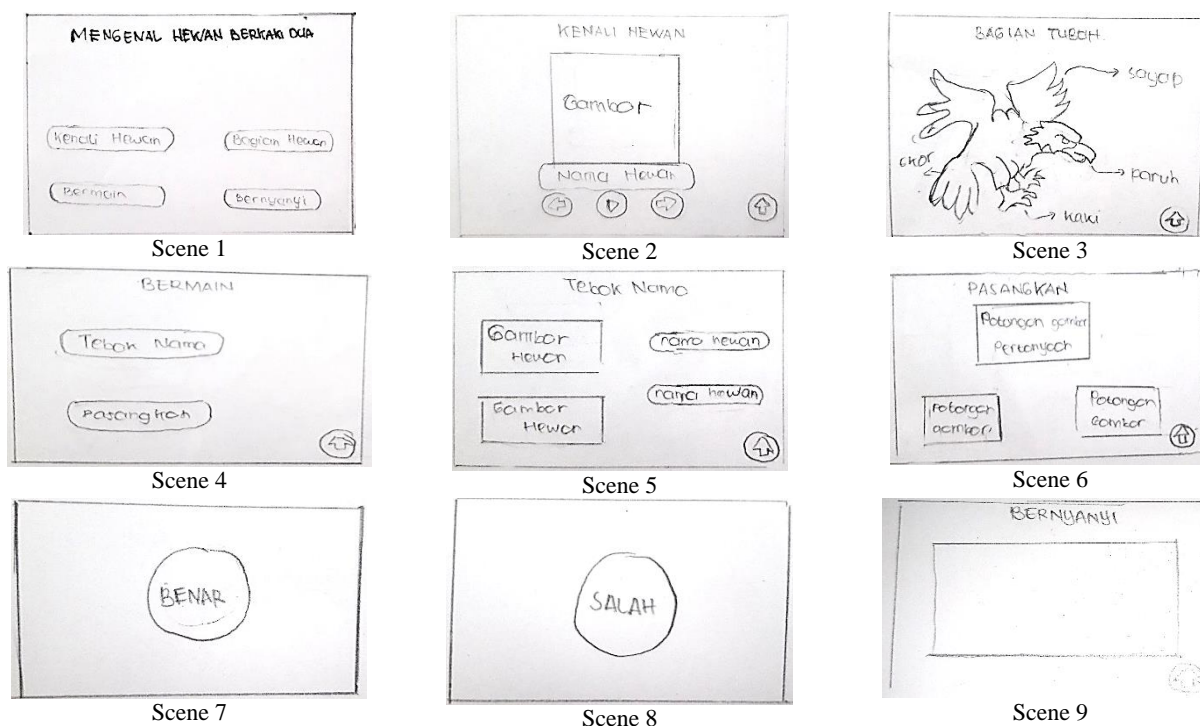 MENGENAL HEWAN BERKAKI DUA
Kenali Hewan
Bagian Hewan
Bermain
Bernyanyi
Scene 1
KENALI HEWAN
Gambar
Nama Hewan
Scene 2
BAGIAN TUBUH
sayap
ekor
paruh
kaki
Scene 3
BERMAIN
Tebak Nama
Pasangkan
Scene 4
Tebak Nama
Gambar
Hewan
nama hewan
nama hewan
Gambar
Hewan
Scene 5
PASANGKAN
Potongan gambar
Pertanyaan
Potongan
gambar
Potongan
Gambar
Scene 6
BENAR
Scene 7
SALAH
Scene 8
BERNYANYI
Scene 9